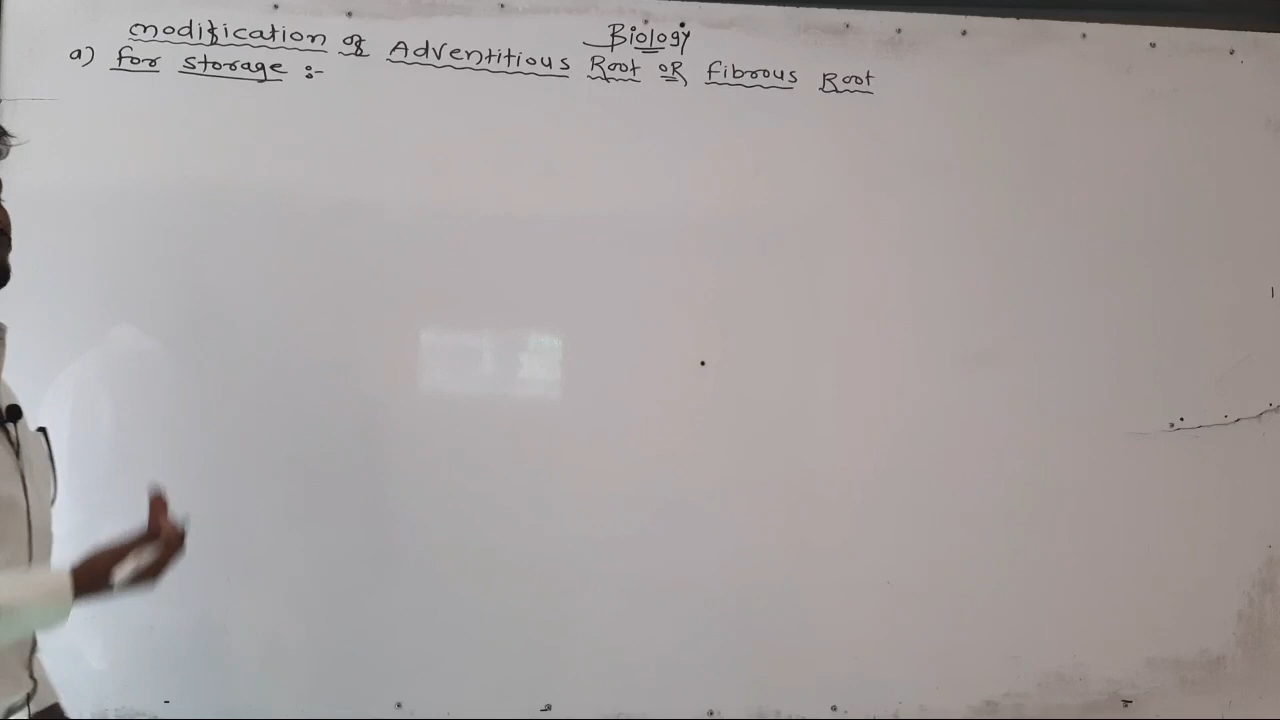 Biology
modification of Adventitious Root OR fibrous Root
a) for storage :-